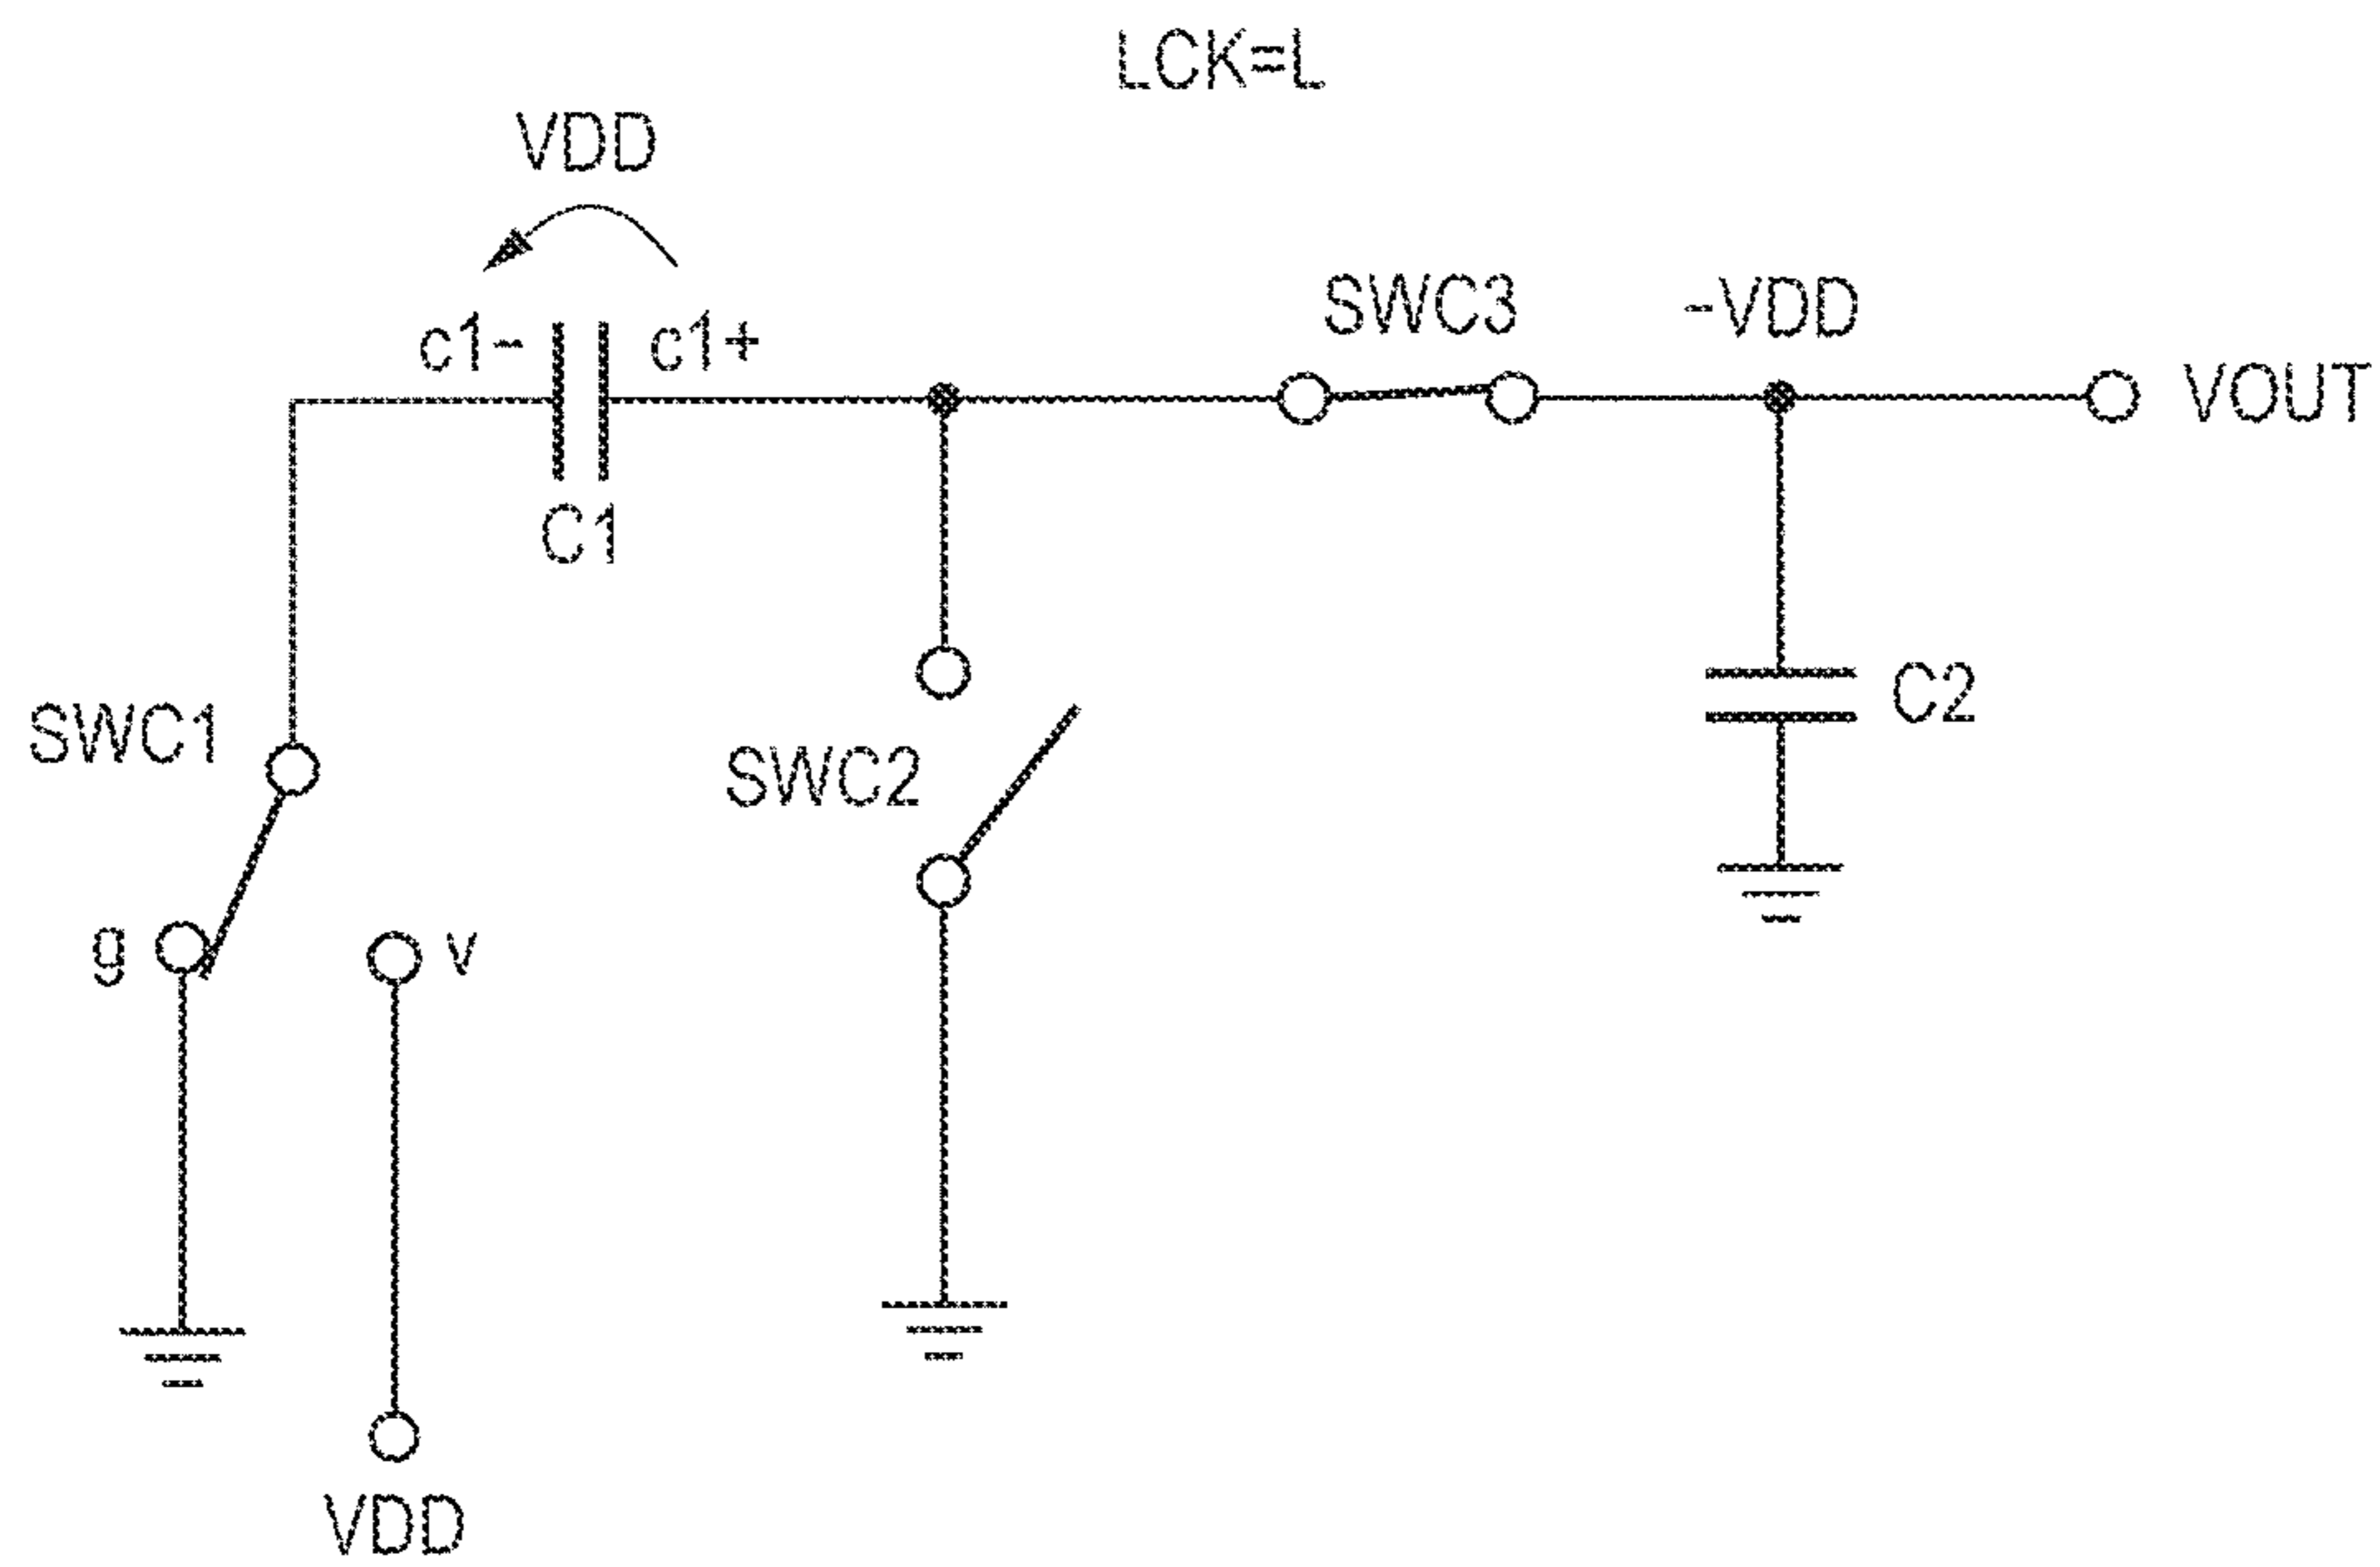 LCK=L
VDD
c1-
c1+
C1
SWC3
-VDD
VOUT
SWC1
SWC2
C2
g
v
VDD